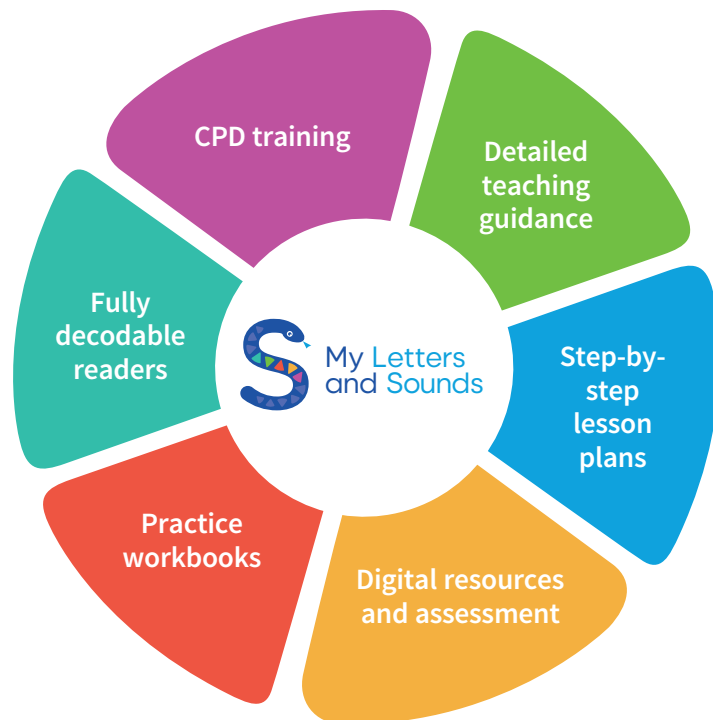 CPD training
Detailed
teaching
guidance
Step-by-
step
lesson
plans
Digital resources
and assessment
Practice
workbooks
Fully
decodable
readers
My Letters
and Sounds